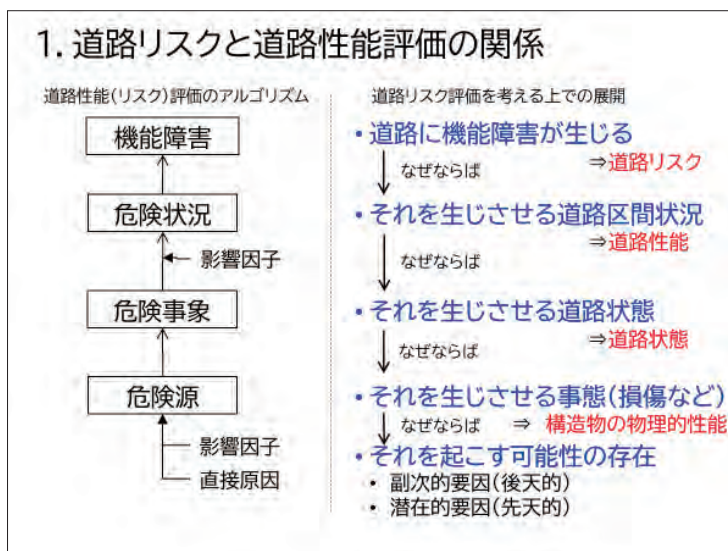 1. 道路リスクと道路性能評価の関係
道路性能(リスク)評価のアルゴリズム
機能障害
危険状況
影響因子
危険事象
危険源
影響因子
直接原因
道路リスク評価を考える上での展開
・道路に機能障害が生じる
なぜならば ⇒道路リスク
・それを生じさせる道路区間状況
なぜならば ⇒道路性能
・それを生じさせる道路状態
なぜならば ⇒道路状態
・それを生じさせる事態(損傷など)
なぜならば ⇒ 構造物の物理的性能
・それを起こす可能性の存在
・ 副次的要因(後天的)
・ 潜在的要因(先天的)